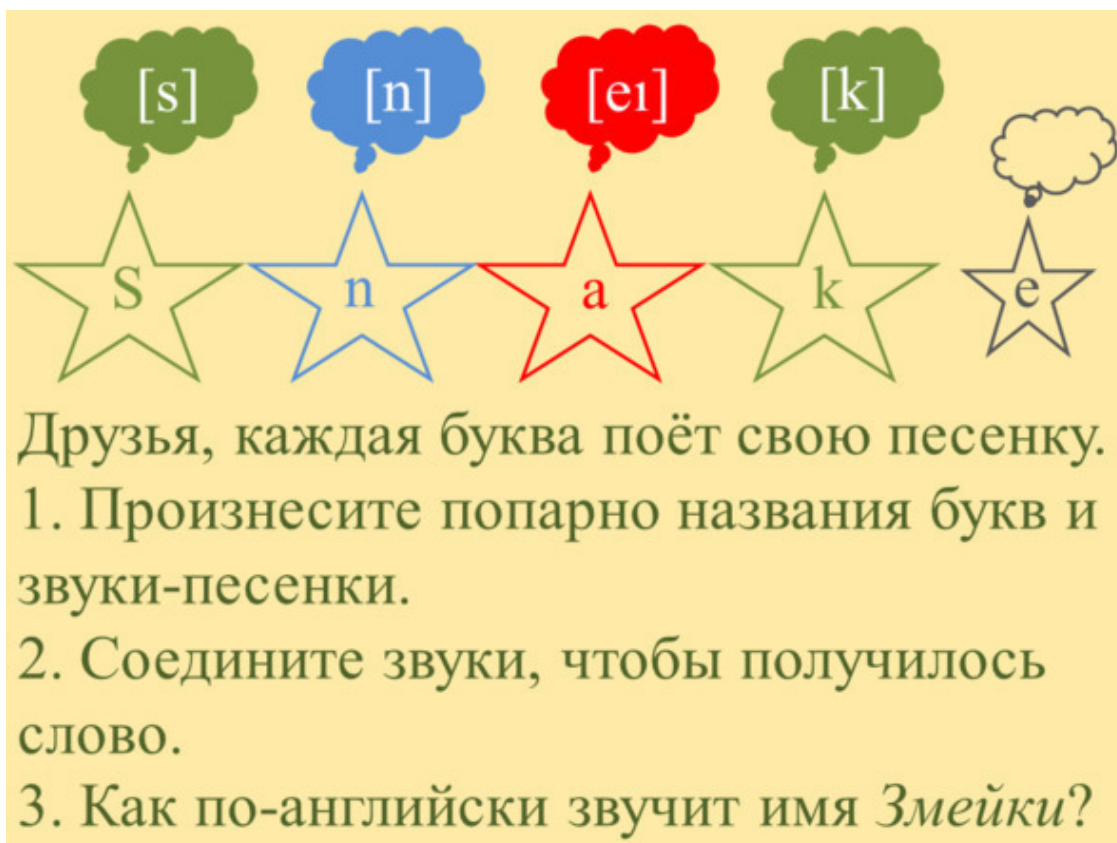 [s] [n] [eı] [k]
S n a k e
Друзья, каждая буква поёт свою песенку.
1. Произнесите попарно названия букв и
звуки-песенки.
2. Соедините звуки, чтобы получилось
слово.
3. Как по-английски звучит имя Змейки?